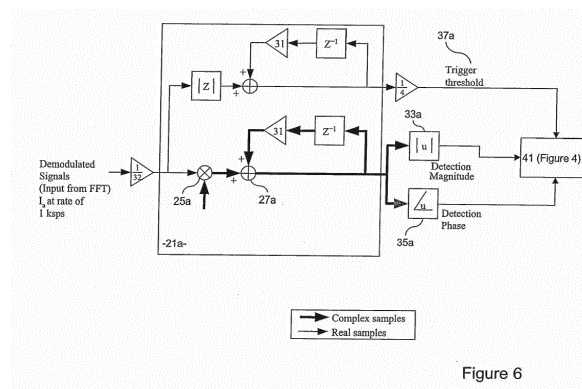 37a
31
Z⁻¹
Trigger
threshold
|Z|
+
+
1/4
33a
31
Z⁻¹
|u|
41 (Figure 4)
Demodulated
Signals
(Input from FFT)
Iₐ at rate of
1 ksps
1/32
+
+
Detection
Magnitude
25a
27a
u
Detection
Phase
35a
-21a-
Complex samples
Real samples
Figure 6